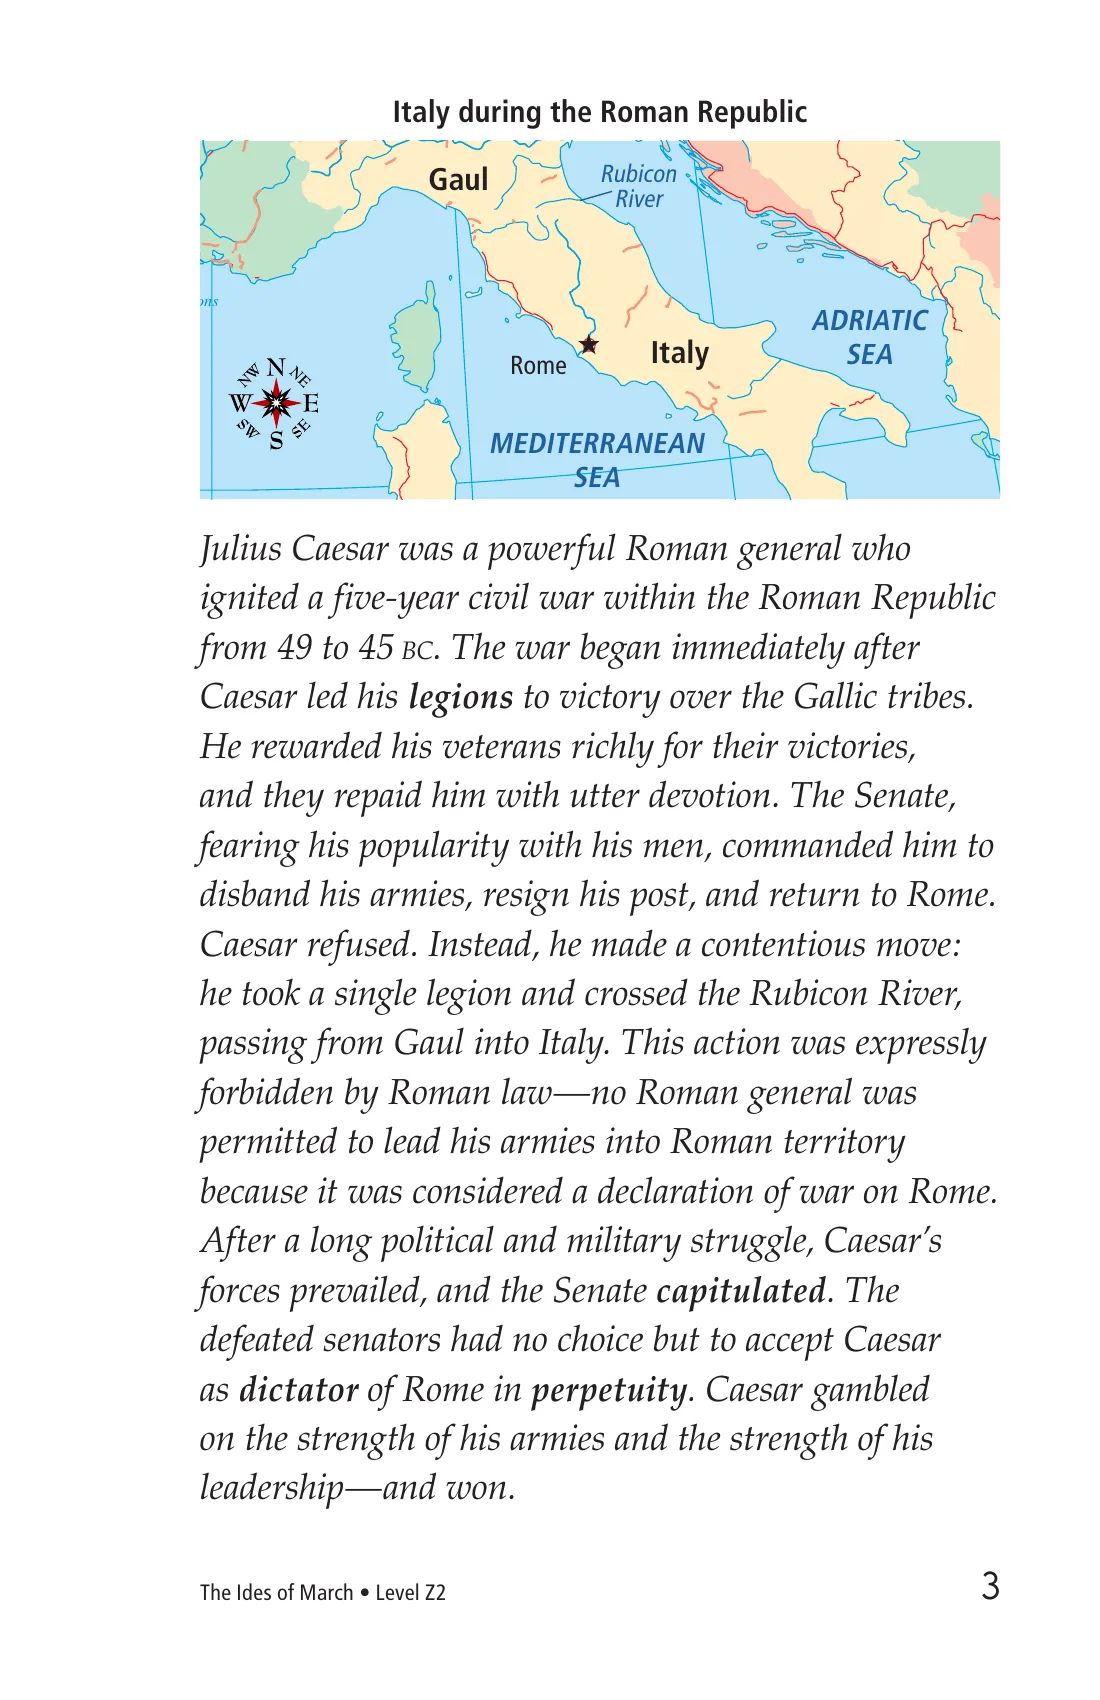 Italy during the Roman Republic
Gaul
Rubicon
River
ons
ADRIATIC
SEA
Italy
Rome
N
NW
NE
W
E
SW
SE
S
MEDITERRANEAN
SEA
Julius Caesar was a powerful Roman general who
ignited a five-year civil war within the Roman Republic
from 49 to 45 BC. The war began immediately after
Caesar led his legions to victory over the Gallic tribes.
He rewarded his veterans richly for their victories,
and they repaid him with utter devotion. The Senate,
fearing his popularity with his men, commanded him to
disband his armies, resign his post, and return to Rome.
Caesar refused. Instead, he made a contentious move:
he took a single legion and crossed the Rubicon River,
passing from Gaul into Italy. This action was expressly
forbidden by Roman law—no Roman general was
permitted to lead his armies into Roman territory
because it was considered a declaration of war on Rome.
After a long political and military struggle, Caesar’s
forces prevailed, and the Senate capitulated. The
defeated senators had no choice but to accept Caesar
as dictator of Rome in perpetuity. Caesar gambled
on the strength of his armies and the strength of his
leadership—and won.
The Ides of March • Level Z2
3